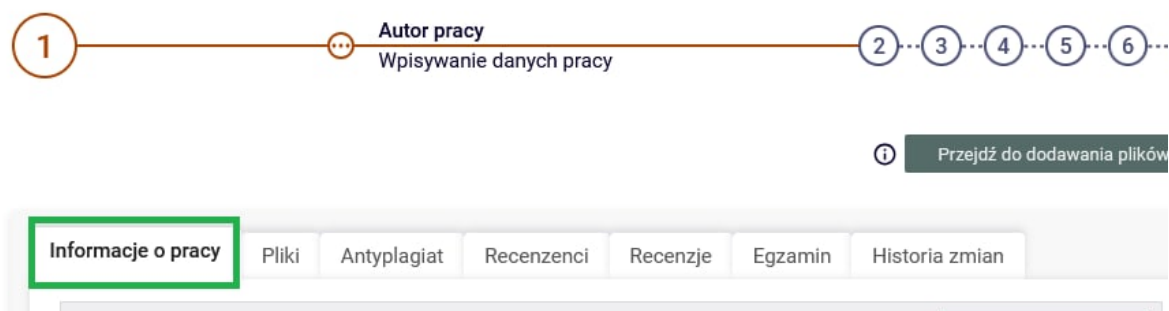 1
Autor pracy
Wpisywanie danych pracy
2 3 4 5 6
Przejdź do dodawania plików
Informacje o pracy Pliki Antyplagiat Recenzenci Recenzje Egzamin Historia zmian